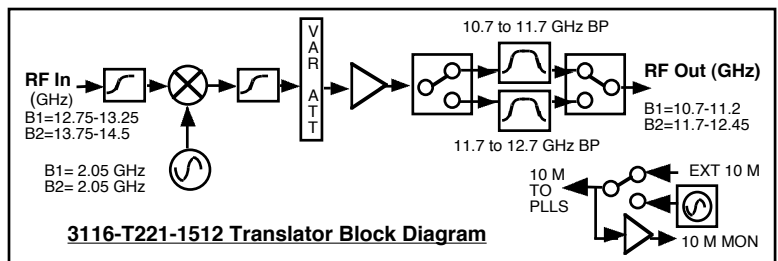 10.7 to 11.7 GHz BP
VAR ATT
RF In
(GHz)
B1=12.75-13.25
B2=13.75-14.5
RF Out (GHz)
B1=10.7-11.2
B2=11.7-12.45
B1= 2.05 GHz
B2= 2.05 GHz
11.7 to 12.7 GHz BP
10 M
TO
PLLS
EXT 10 M
10 M MON
3116-T221-1512 Translator Block Diagram